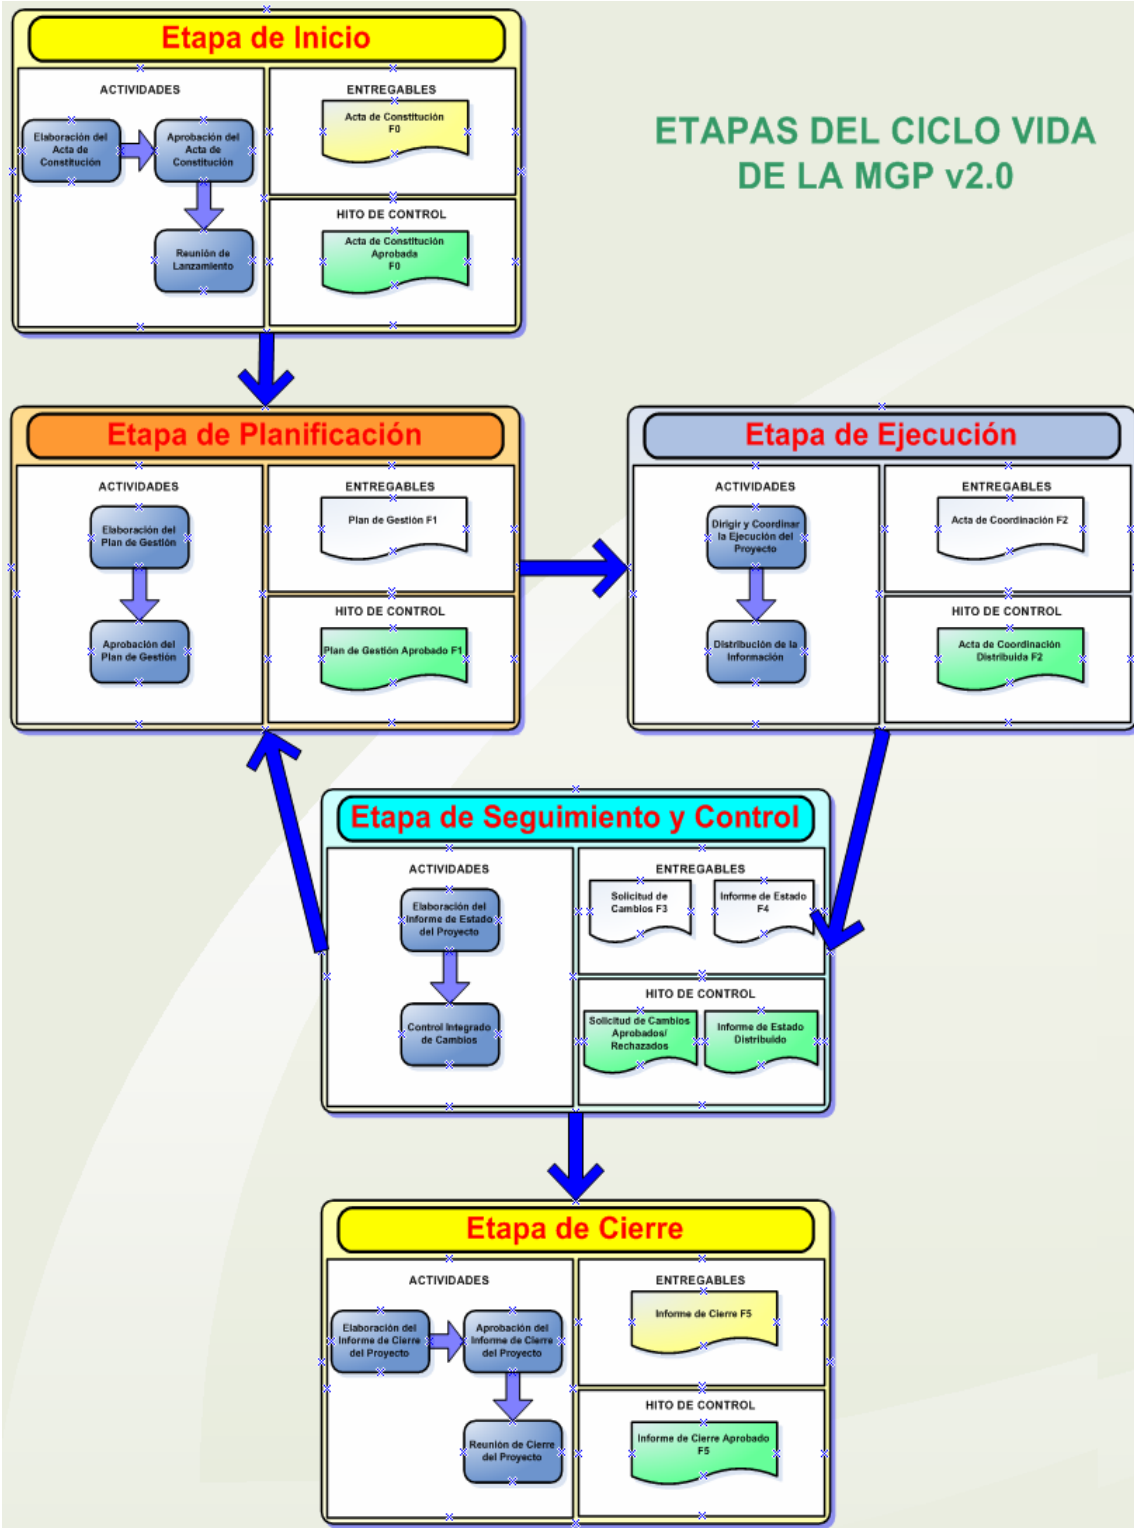 Etapa de Inicio
ACTIVIDADES
Elaboración del
Acta de
Constitución
Aprobación del
Acta de
Constitución
Reunión de
Lanzamiento
ENTREGABLES
Acta de Constitución
F0
HITO DE CONTROL
Acta de Constitución
Aprobada
F0
ETAPAS DEL CICLO VIDA
DE LA MGP v2.0
Etapa de Planificación
ACTIVIDADES
Elaboración del
Plan de Gestión
Aprobación del
Plan de Gestión
ENTREGABLES
Plan de Gestión F1
HITO DE CONTROL
Plan de Gestión Aprobado F1
Etapa de Ejecución
ACTIVIDADES
Dirigir y Coordinar
la Ejecución del
Proyecto
Distribución de la
Información
ENTREGABLES
Acta de Coordinación F2
HITO DE CONTROL
Acta de Coordinación
Distribuida F2
Etapa de Seguimiento y Control
ACTIVIDADES
Elaboración del
Informe de Estado
del Proyecto
Control Integrado
de Cambios
ENTREGABLES
Solicitud de
Cambios F3
Informe de Estado
F4
HITO DE CONTROL
Solicitud de Cambios
Aprobados/
Rechazados
Informe de Estado
Distribuido
Etapa de Cierre
ACTIVIDADES
Elaboración del
Informe de Cierre
del Proyecto
Aprobación del
Informe de Cierre
del Proyecto
Reunión de Cierre
del Proyecto
ENTREGABLES
Informe de Cierre F5
HITO DE CONTROL
Informe de Cierre Aprobado
F5